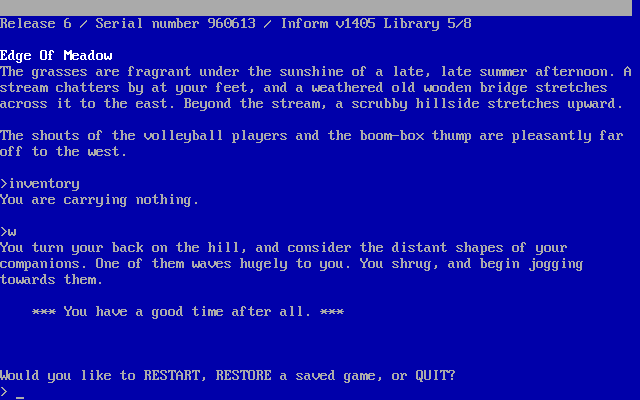 Release 6 / Serial number 960613 / Inform v1405 Library 5/8
Edge Of Meadow
The grasses are fragrant under the sunshine of a late, late summer afternoon. A
stream chatters by at your feet, and a weathered old wooden bridge stretches
across it to the east. Beyond the stream, a scrubby hillside stretches upward.
The shouts of the volleyball players and the boom-box thump are pleasantly far
off to the west.
>inventory
You are carrying nothing.
>w
You turn your back on the hill, and consider the distant shapes of your
companions. One of them waves hugely to you. You shrug, and begin jogging
towards them.
*** You have a good time after all. ***
Would you like to RESTART, RESTORE a saved game, or QUIT?
> _